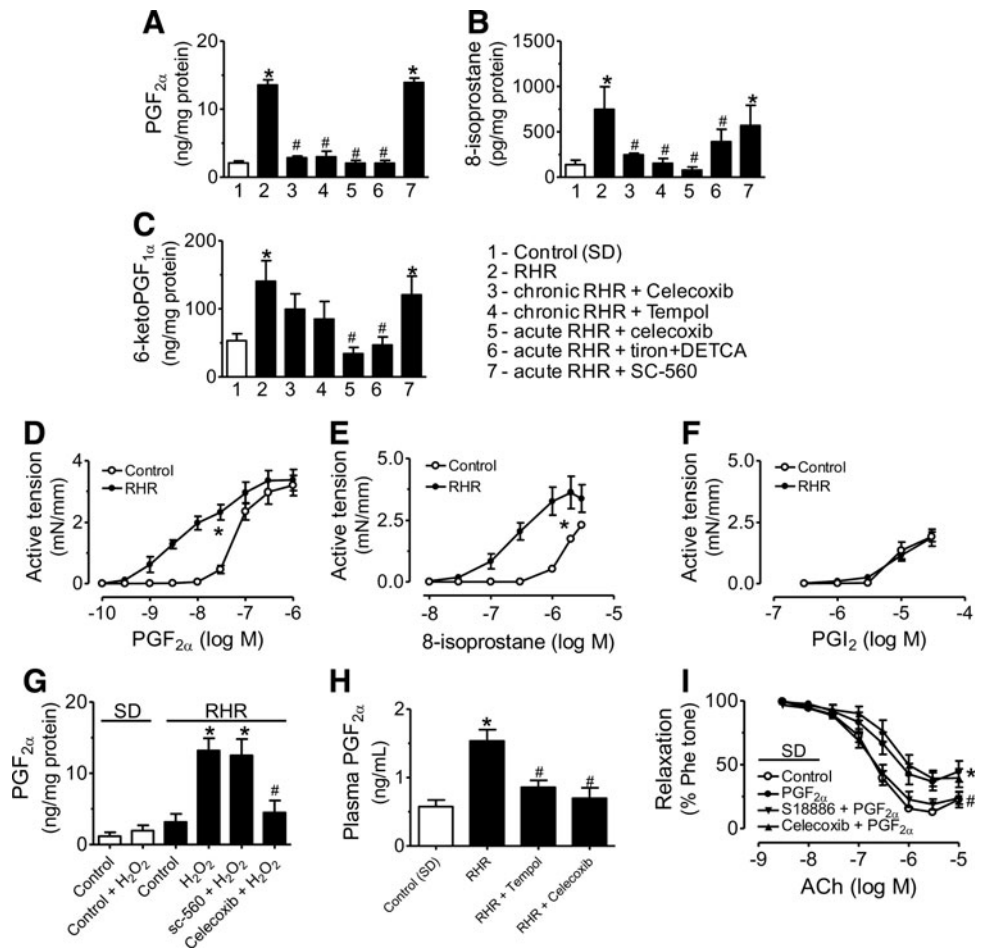 A
PGF2α
(ng/mg protein)
20
10
0
*
#
#
#
#
*
1 2 3 4 5 6 7
B
8-isoprostane
(pg/mg protein)
1500
1000
500
0
*
#
#
#
#
*
1 2 3 4 5 6 7
C
6-ketoPGF1α
(ng/mg protein)
200
100
0
*
#
#
*
1 2 3 4 5 6 7
1 - Control (SD)
2 - RHR
3 - chronic RHR + Celecoxib
4 - chronic RHR + Tempol
5 - acute RHR + celecoxib
6 - acute RHR + tiron+DETCA
7 - acute RHR + SC-560
D
Active tension
(mN/mm)
4
2
0
Control
RHR
*
-10 -9 -8 -7 -6
PGF2α (log M)
E
Active tension
(mN/mm)
5.0
2.5
0.0
Control
RHR
*
-8 -7 -6 -5
8-isoprostane (log M)
F
Active tension
(mN/mm)
5.0
2.5
0.0
Control
RHR
-7 -6 -5 -4
PGI2 (log M)
G
PGF2α
(ng/mg protein)
20
10
0
SD
RHR
*
*
#
Control
Control + H2O2
Control
H2O2
sc-560 + H2O2
Celecoxib + H2O2
H
Plasma PGF2α
(ng/mL)
2
1
0
*
#
#
Control (SD)
RHR
RHR + Tempol
RHR + Celecoxib
I
Relaxation
(% Phe tone)
100
50
0
SD
Control
PGF2α
S18886 + PGF2α
Celecoxib + PGF2α
*
#
-9 -8 -7 -6 -5
ACh (log M)